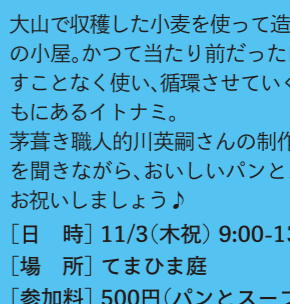 大山で収穫した小麦を使って造
の小屋。かつて当たり前だった
すことなく使い、循環させていく
もにあるイトナミ。
茅葺き職人的川英嗣さんの制作
を聞きながら、おいしいパンと
お祝いしましょう♪
[日　時] 11/3(木祝) 9:00-13
[場　所] てまひま庭
[参加料] 500円(パンとスープ